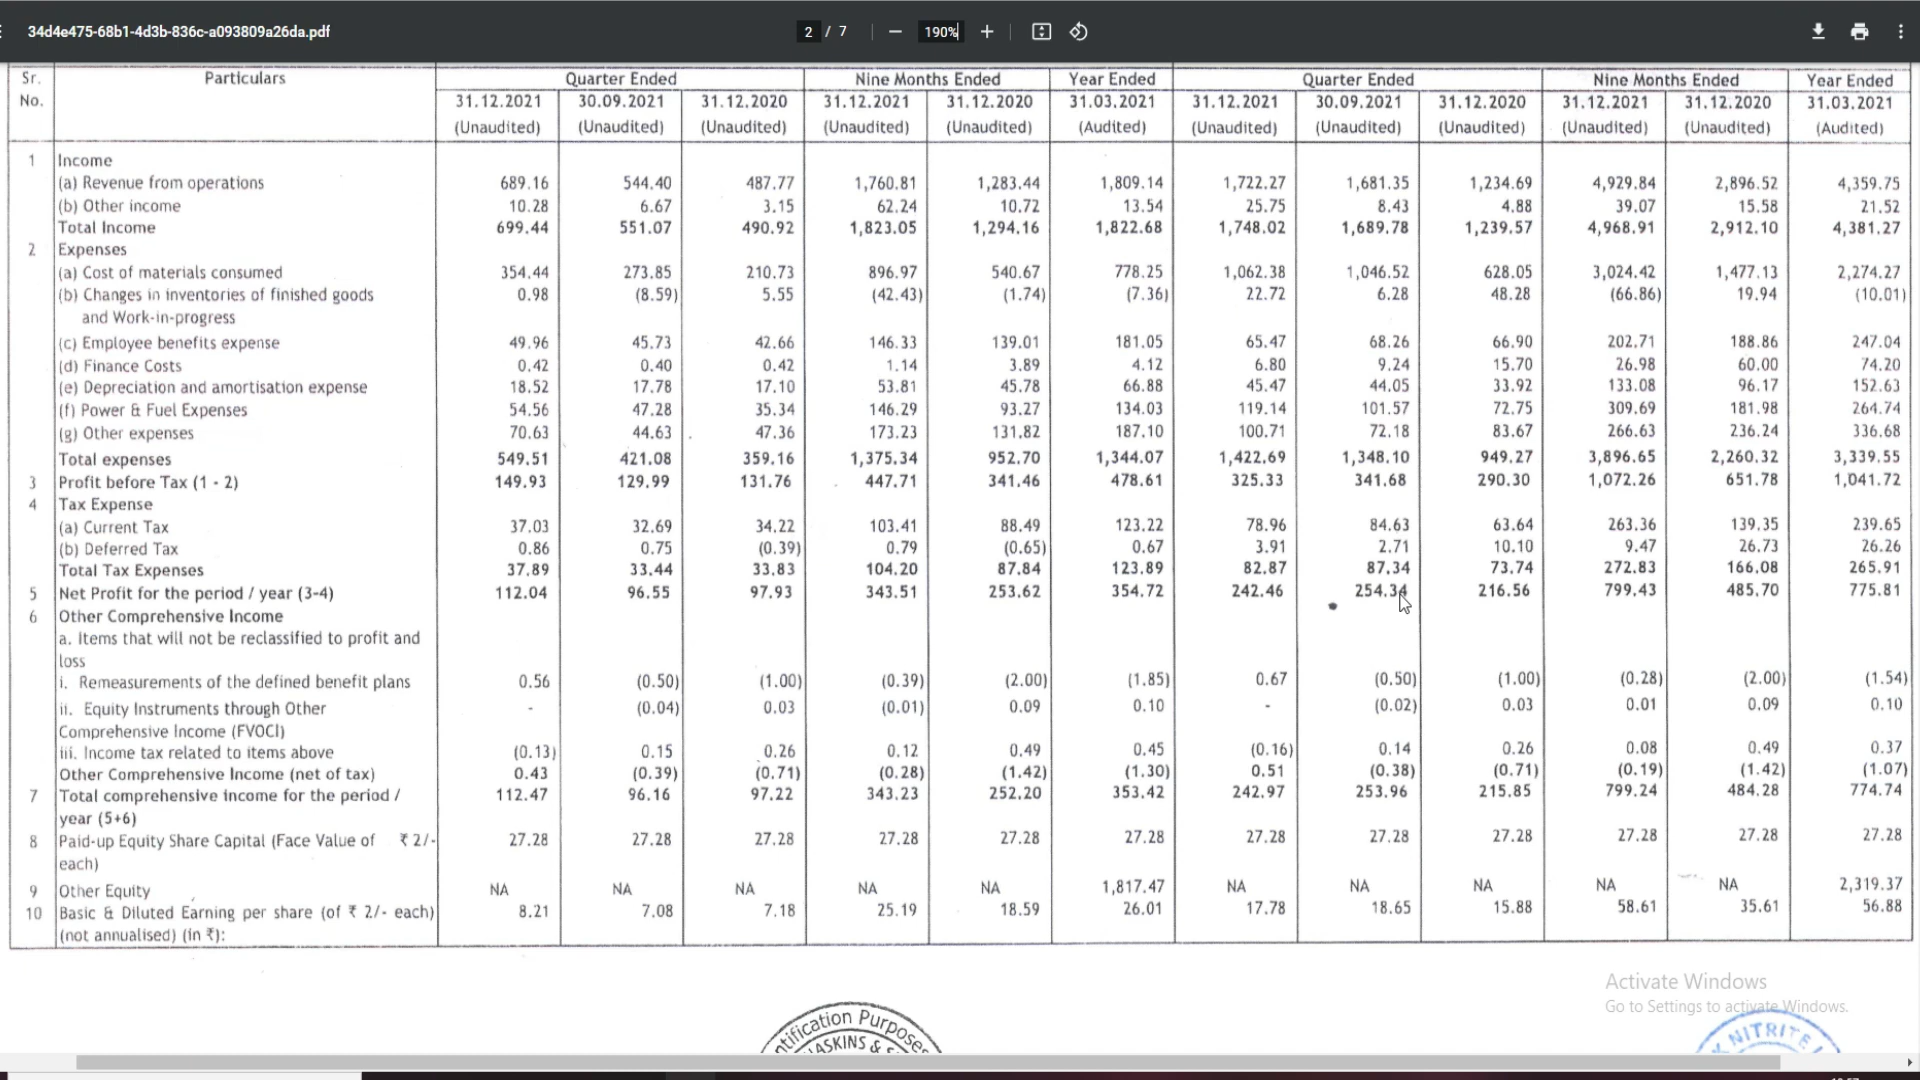 34d4e475-68b1-4d3b-836c-a093809a26da.pdf 2 / 7 190%
Sr. No. Particulars Quarter Ended Nine Months Ended Year Ended Quarter Ended Nine Months Ended Year Ended
31.12.2021 30.09.2021 31.12.2020 31.12.2021 31.12.2020 31.03.2021 31.12.2021 30.09.2021 31.12.2020 31.12.2021 31.12.2020 31.03.2021
(Unaudited) (Unaudited) (Unaudited) (Unaudited) (Unaudited) (Audited) (Unaudited) (Unaudited) (Unaudited) (Unaudited) (Unaudited) (Audited)
1 Income
(a) Revenue from operations 689.16 544.40 487.77 1,760.81 1,283.44 1,809.14 1,722.27 1,681.35 1,234.69 4,929.84 2,896.52 4,359.75
(b) Other income 10.28 6.67 3.15 62.24 10.72 13.54 25.75 8.43 4.88 39.07 15.58 21.52
Total Income 699.44 551.07 490.92 1,823.05 1,294.16 1,822.68 1,748.02 1,689.78 1,239.57 4,968.91 2,912.10 4,381.27
2 Expenses
(a) Cost of materials consumed 354.44 273.85 210.73 896.97 540.67 778.25 1,062.38 1,046.52 628.05 3,024.42 1,477.13 2,274.27
(b) Changes in inventories of finished goods 0.98 (8.59) 5.55 (42.43) (1.74) (7.36) 22.72 6.28 48.28 (66.86) 19.94 (10.01)
and Work-in-progress
(c) Employee benefits expense 49.96 45.73 42.66 146.33 139.01 181.05 65.47 68.26 66.90 202.71 188.86 247.04
(d) Finance Costs 0.42 0.40 0.42 1.14 3.89 4.12 6.80 9.24 15.70 26.98 60.00 74.20
(e) Depreciation and amortisation expense 18.52 17.78 17.10 53.81 45.78 66.88 45.47 44.05 33.92 133.08 96.17 152.63
(f) Power & Fuel Expenses 54.56 47.28 35.34 146.29 93.27 134.03 119.14 101.57 72.75 309.69 181.98 264.74
(g) Other expenses 70.63 44.63 47.36 173.23 131.82 187.10 100.71 72.18 83.67 266.63 236.24 336.68
Total expenses 549.51 421.08 359.16 1,375.34 952.70 1,344.07 1,422.69 1,348.10 949.27 3,896.65 2,260.32 3,339.55
3 Profit before Tax (1 - 2) 149.93 129.99 131.76 447.71 341.46 478.61 325.33 341.68 290.30 1,072.26 651.78 1,041.72
4 Tax Expense
(a) Current Tax 37.03 32.69 34.22 103.41 88.49 123.22 78.96 84.63 63.64 263.36 139.35 239.65
(b) Deferred Tax 0.86 0.75 (0.39) 0.79 (0.65) 0.67 3.91 2.71 10.10 9.47 26.73 26.26
Total Tax Expenses 37.89 33.44 33.83 104.20 87.84 123.89 82.87 87.34 73.74 272.83 166.08 265.91
5 Net Profit for the period / year (3-4) 112.04 96.55 97.93 343.51 253.62 354.72 242.46 254.34 216.56 799.43 485.70 775.81
6 Other Comprehensive Income
a. Items that will not be reclassified to profit and
loss
i. Remeasurements of the defined benefit plans 0.56 (0.50) (1.00) (0.39) (2.00) (1.85) 0.67 (0.50) (1.00) (0.28) (2.00) (1.54)
ii. Equity Instruments through Other - (0.04) 0.03 (0.01) 0.09 0.10 - (0.02) 0.03 0.01 0.09 0.10
Comprehensive Income (FVOCI)
iii. Income tax related to items above (0.13) 0.15 0.26 0.12 0.49 0.45 (0.16) 0.14 0.26 0.08 0.49 0.37
Other Comprehensive Income (net of tax) 0.43 (0.39) (0.71) (0.28) (1.42) (1.30) 0.51 (0.38) (0.71) (0.19) (1.42) (1.07)
7 Total comprehensive income for the period / 112.47 96.16 97.22 343.23 252.20 353.42 242.97 253.96 215.85 799.24 484.28 774.74
year (5+6)
8 Paid-up Equity Share Capital (Face Value of ₹ 2/- 27.28 27.28 27.28 27.28 27.28 27.28 27.28 27.28 27.28 27.28 27.28 27.28
each)
9 Other Equity NA NA NA NA NA 1,817.47 NA NA NA NA NA 2,319.37
10 Basic & Diluted Earning per share (of ₹ 2/- each) 8.21 7.08 7.18 25.19 18.59 26.01 17.78 18.65 15.88 58.61 35.61 56.88
(not annualised) (in ₹):
Activate Windows
Go to Settings to activate Windows.
ntification Purposes
ASKINS &
NITRITE